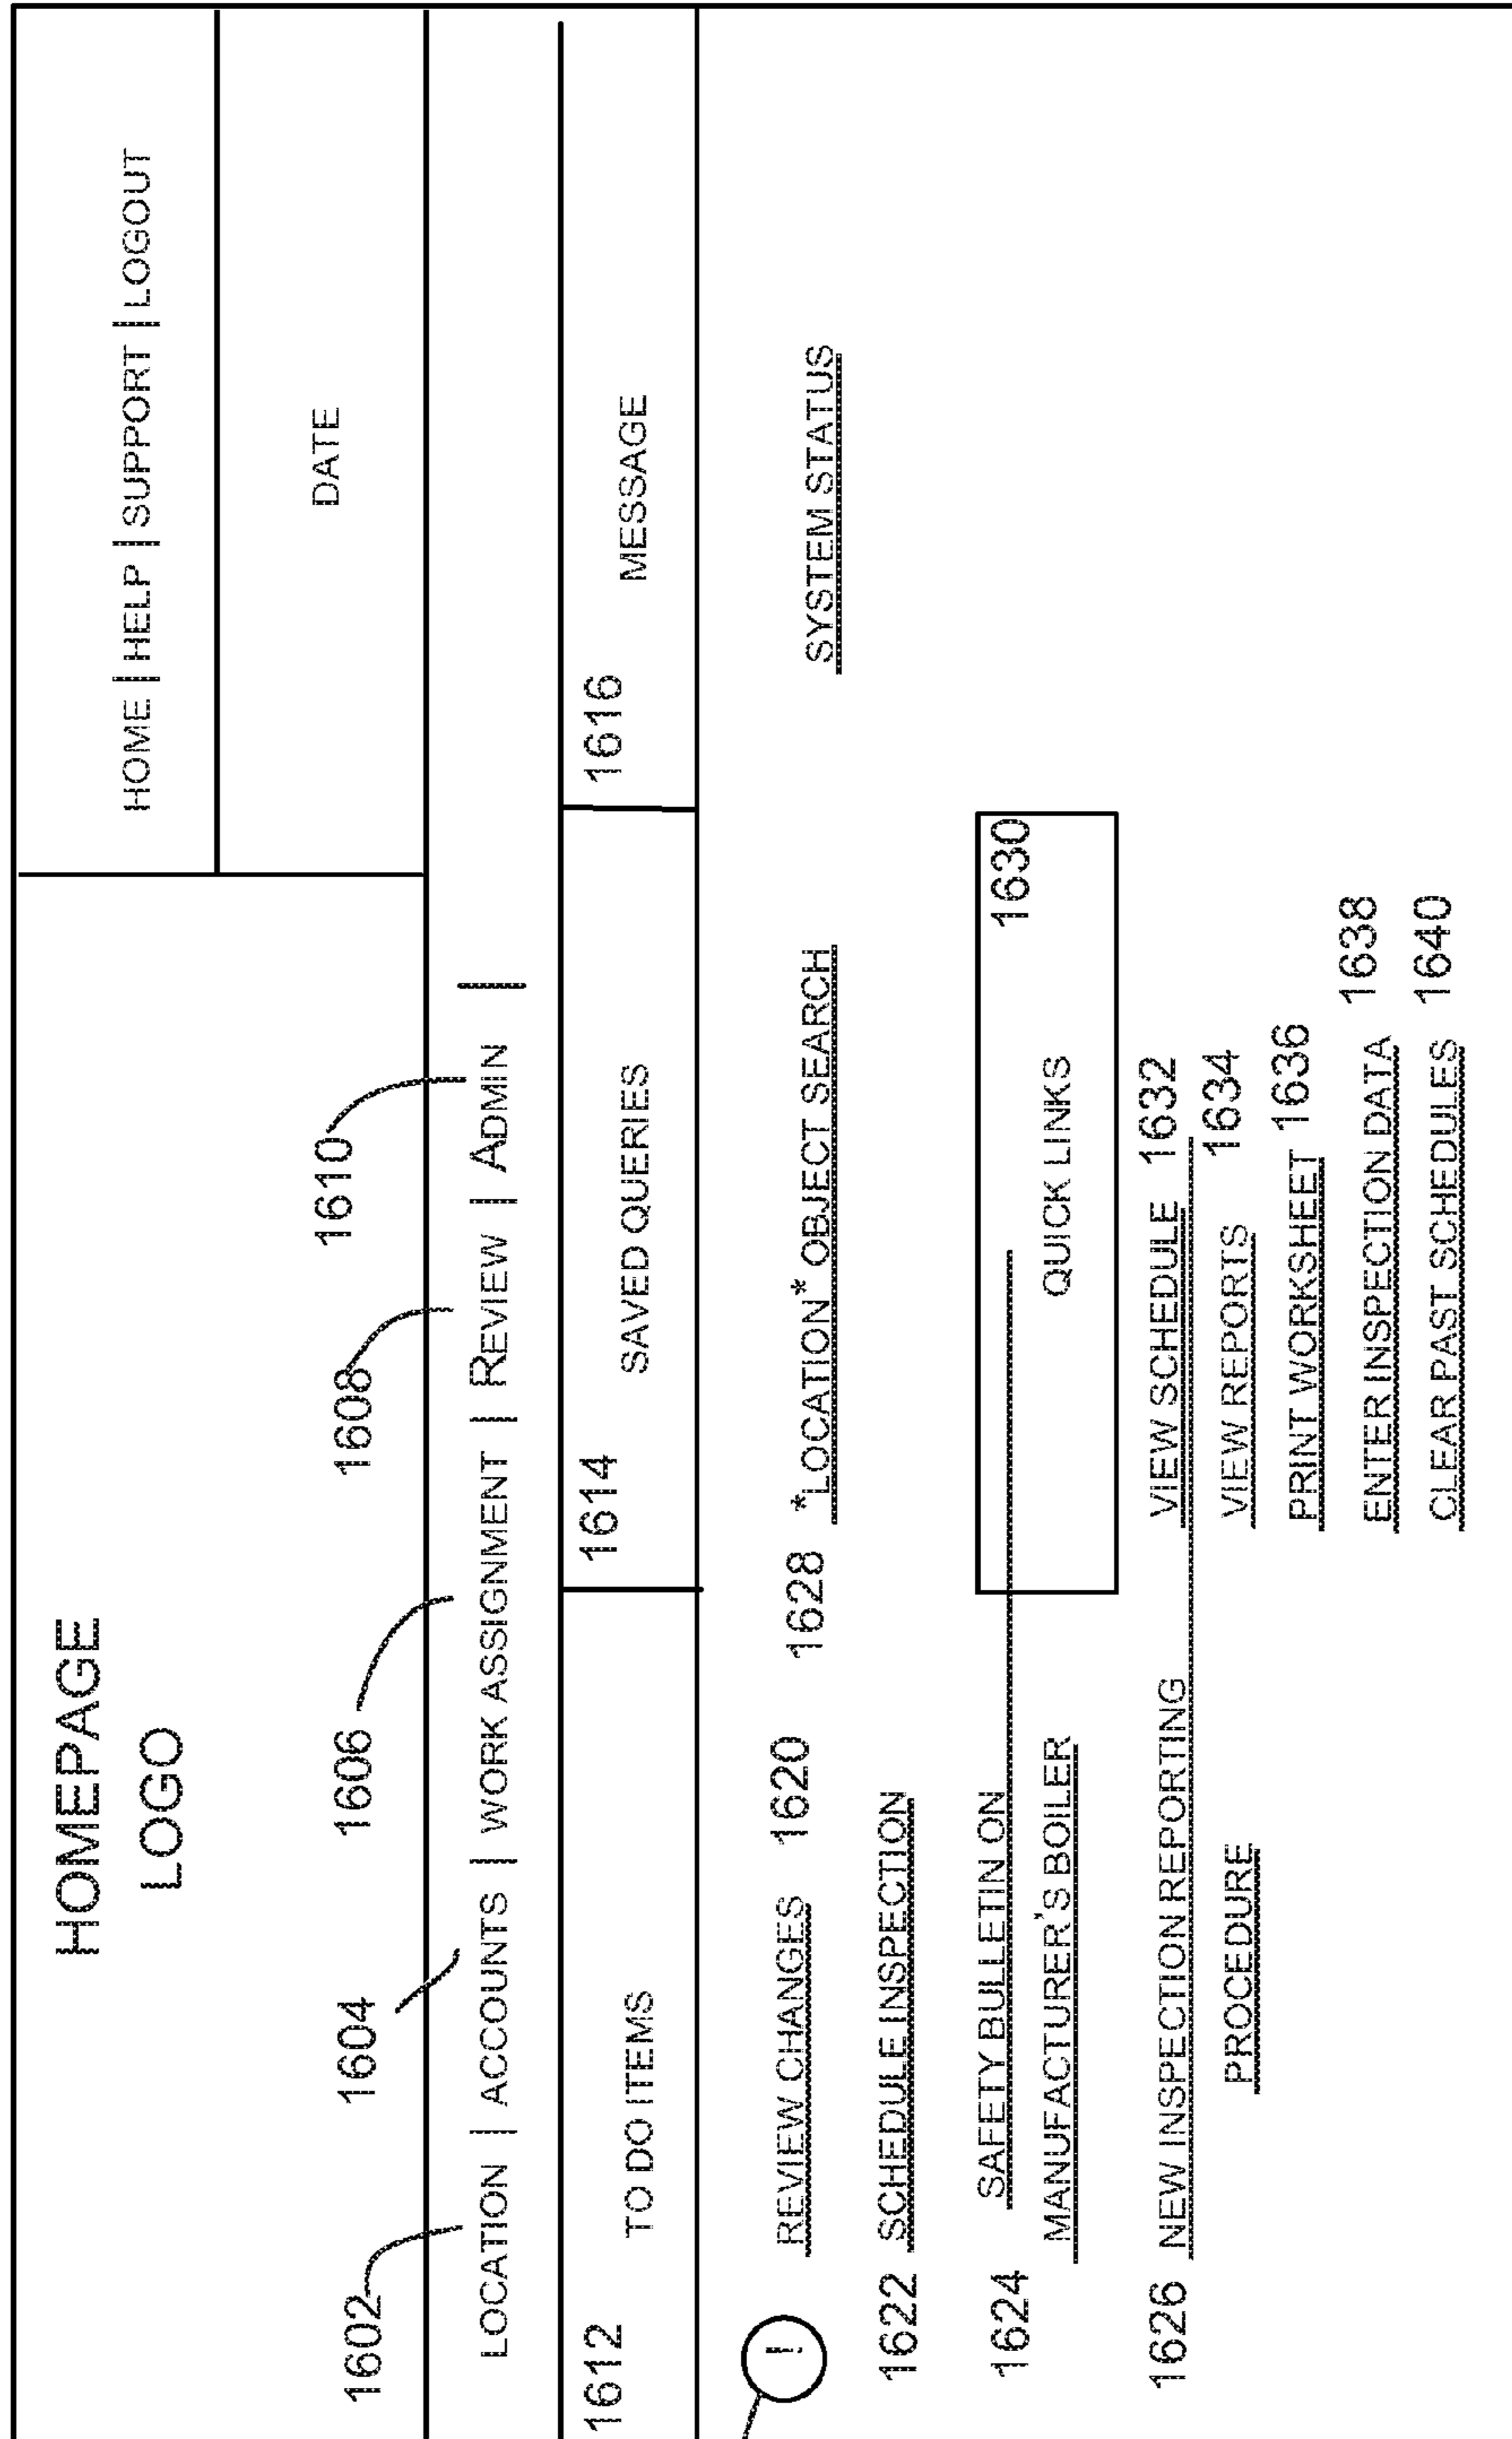 HOMEPAGE
LOGO
HOME | HELP | SUPPORT | LOGOUT
DATE
1602 1604 1606 1608 1610
LOCATION | ACCOUNTS | WORK ASSIGNMENT | REVIEW | ADMIN |
1612 TO DO ITEMS
1614 SAVED QUERIES
1616 MESSAGE
! REVIEW CHANGES 1620
1622 SCHEDULE INSPECTION
1624 SAFETY BULLETIN ON
MANUFACTURER'S BOILER
1626 NEW INSPECTION REPORTING
PROCEDURE
1628 *LOCATION* OBJECT SEARCH
QUICK LINKS 1630
VIEW SCHEDULE 1632
VIEW REPORTS 1634
PRINT WORKSHEET 1636
ENTER INSPECTION DATA 1638
CLEAR PAST SCHEDULES 1640
SYSTEM STATUS